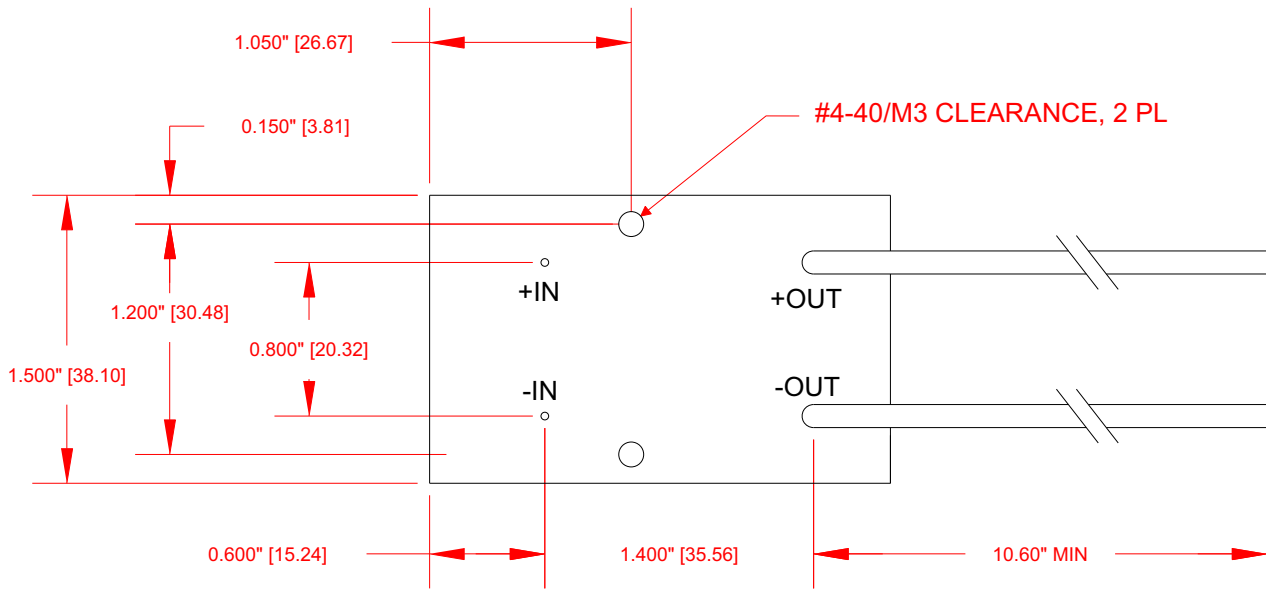 1.050" [26.67]
#4-40/M3 CLEARANCE, 2 PL
0.150" [3.81]
+IN
+OUT
1.200" [30.48]
0.800" [20.32]
1.500" [38.10]
-IN
-OUT
0.600" [15.24]
1.400" [35.56]
10.60" MIN